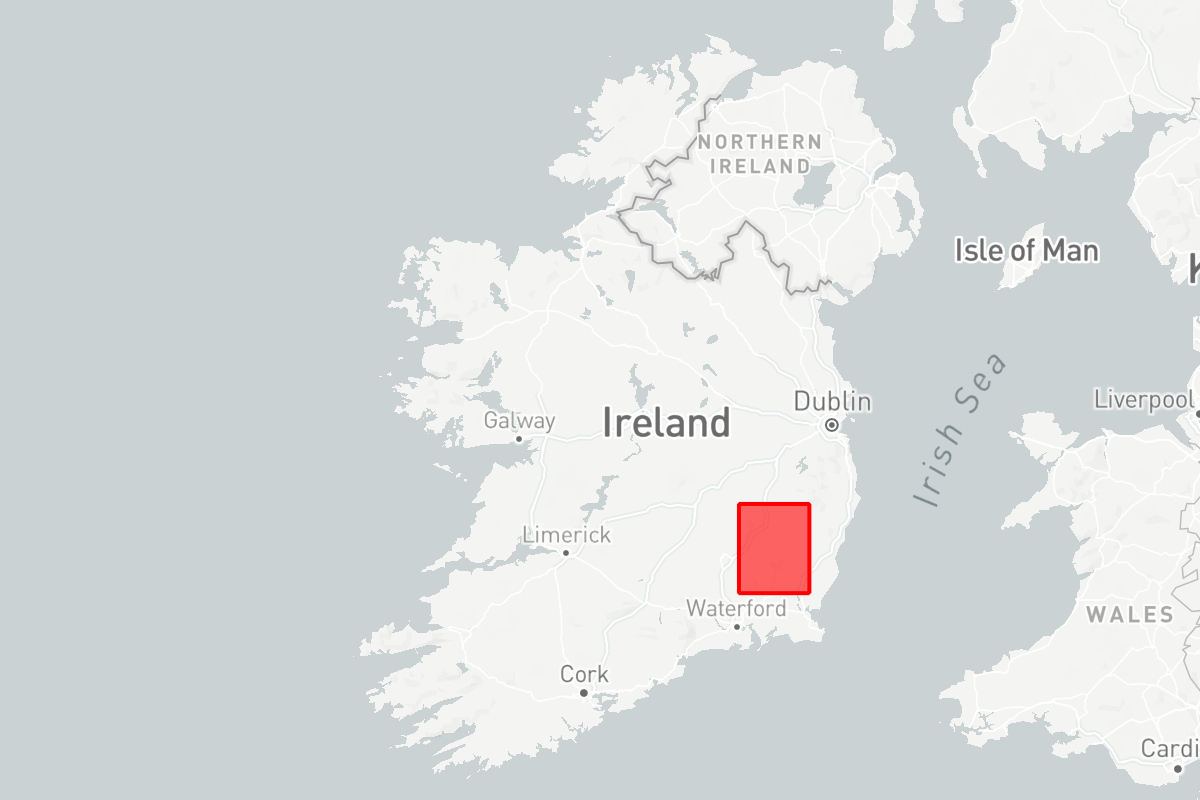 NORTHERN
IRELAND
Isle of Man
K
Irish Sea
Liverpool
Dublin
Galway
Ireland
Limerick
Waterford
WALES
Cork
Cardi